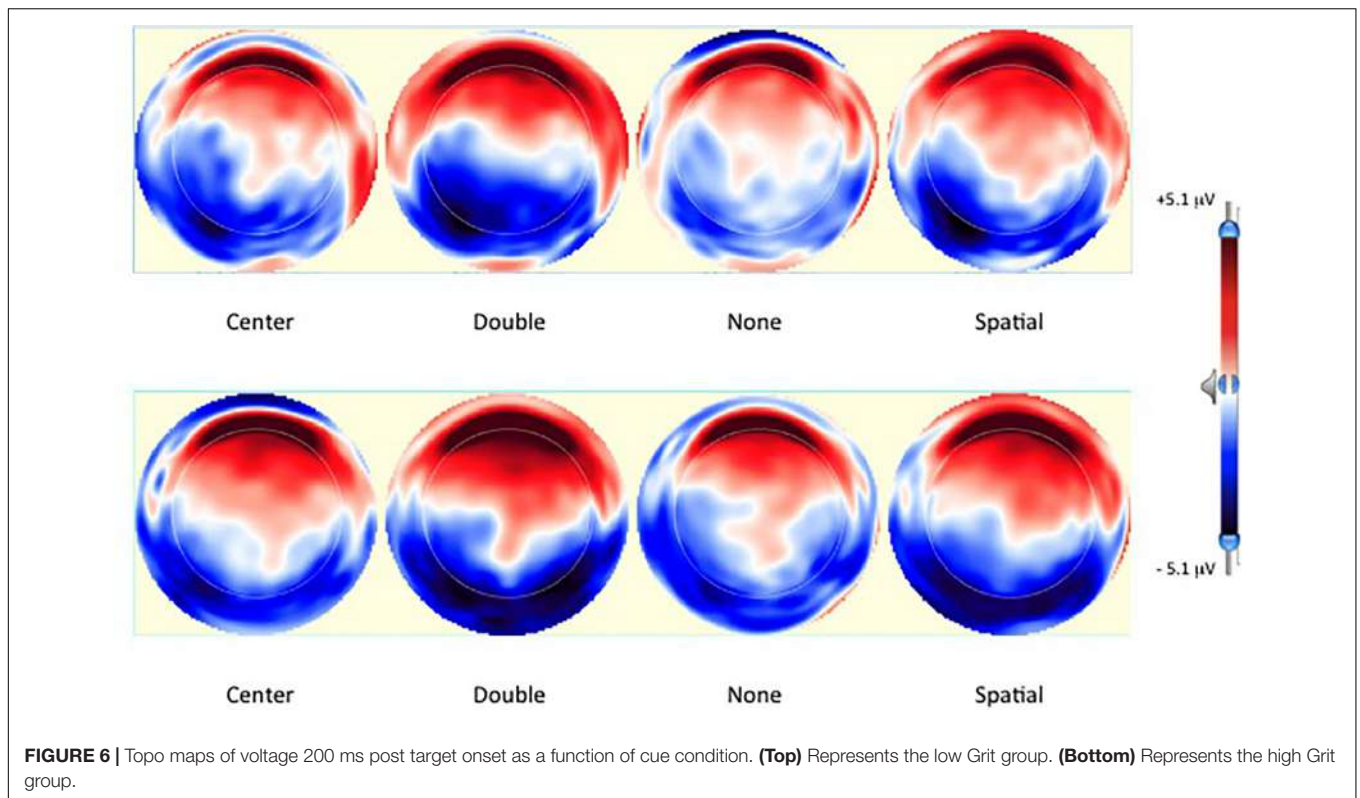 +5.1 µV
Center Double None Spatial
- 5.1 µV
Center Double None Spatial
FIGURE 6 | Topo maps of voltage 200 ms post target onset as a function of cue condition. (Top) Represents the low Grit group. (Bottom) Represents the high Grit
group.